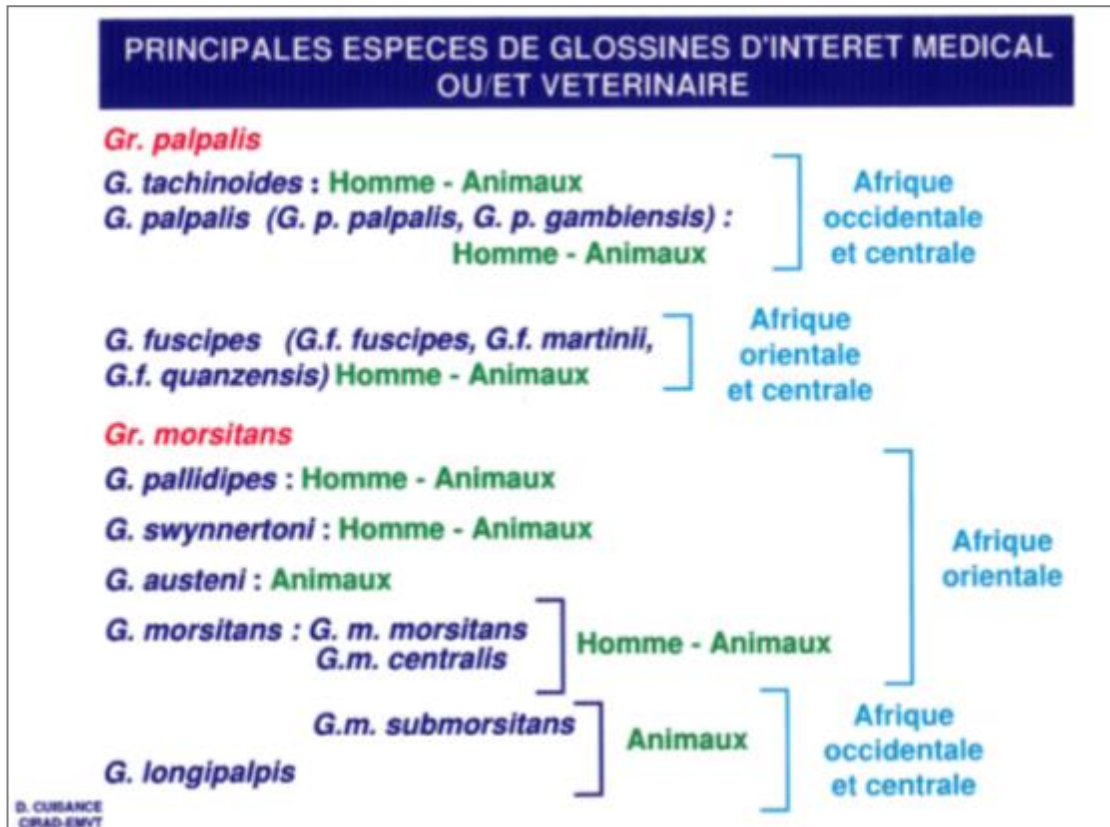 PRINCIPALES ESPECES DE GLOSSINES D'INTERET MEDICAL
OU/ET VETERINAIRE
Gr. palpalis
G. tachinoides : Homme - Animaux
G. palpalis (G. p. palpalis, G. p. gambiensis) :
Homme - Animaux
Afrique
occidentale
et centrale
G. fuscipes (G.f. fuscipes, G.f. martinii,
G.f. quanzensis) Homme - Animaux
Afrique
orientale
et centrale
Gr. morsitans
G. pallidipes : Homme - Animaux
G. swynnertoni : Homme - Animaux
G. austeni : Animaux
G. morsitans : G. m. morsitans
G.m. centralis
Homme - Animaux
Afrique
orientale
G.m. submorsitans
G. longipalpis
Animaux
Afrique
occidentale
et centrale
D. CUISANCE
CIRAD-EMVT